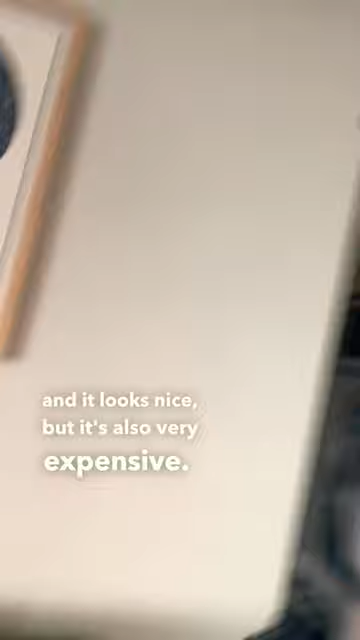 and it looks nice,
but it's also very
expensive.